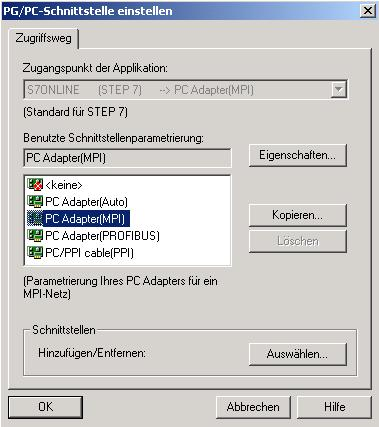 PG/PC-Schnittstelle einstellen
Zugriffsweg
Zugangspunkt der Applikation:
S7ONLINE (STEP 7) --> PC Adapter(MPI)
(Standard für STEP 7)
Benutzte Schnittstellenparametrierung:
PC Adapter(MPI)
Eigenschaften...
<keine>
PC Adapter(Auto)
PC Adapter(MPI)
PC Adapter(PROFIBUS)
PC/PPI cable(PPI)
Kopieren...
Löschen
(Parametrierung Ihres PC Adapters für ein
MPI-Netz)
Schnittstellen
Hinzufügen/Entfernen:
Auswählen...
OK
Abbrechen
Hilfe